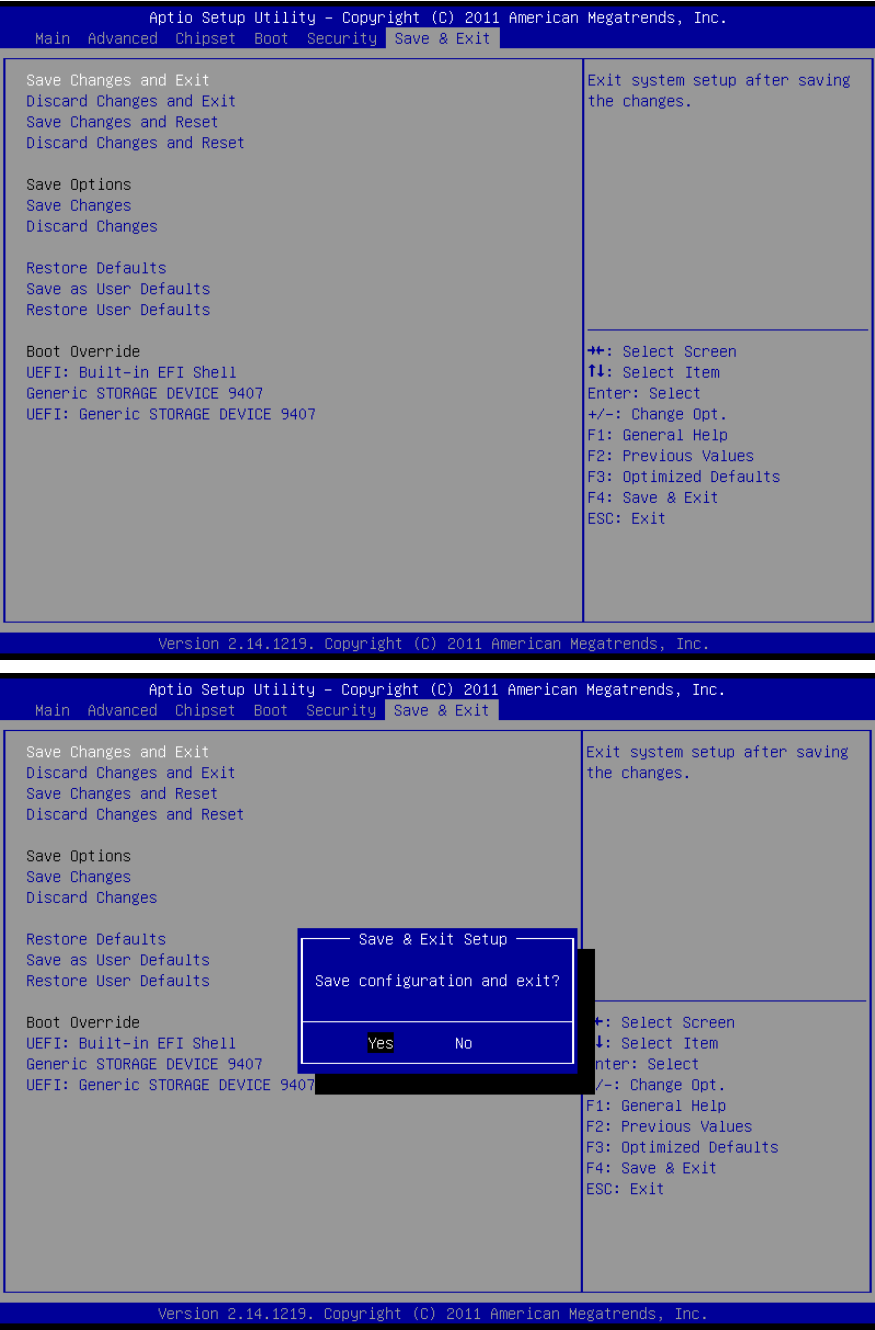 Aptio Setup Utility – Copyright (C) 2011 American Megatrends, Inc.
Main Advanced Chipset Boot Security Save & Exit
Save Changes and Exit
Discard Changes and Exit
Save Changes and Reset
Discard Changes and Reset
Save Options
Save Changes
Discard Changes
Restore Defaults
Save as User Defaults
Restore User Defaults
Boot Override
UEFI: Built-in EFI Shell
Generic STORAGE DEVICE 9407
UEFI: Generic STORAGE DEVICE 9407
Exit system setup after saving
the changes.
→←: Select Screen
↑↓: Select Item
Enter: Select
+/-: Change Opt.
F1: General Help
F2: Previous Values
F3: Optimized Defaults
F4: Save & Exit
ESC: Exit
Version 2.14.1219. Copyright (C) 2011 American Megatrends, Inc.
Aptio Setup Utility – Copyright (C) 2011 American Megatrends, Inc.
Main Advanced Chipset Boot Security Save & Exit
Save Changes and Exit
Discard Changes and Exit
Save Changes and Reset
Discard Changes and Reset
Save Options
Save Changes
Discard Changes
Restore Defaults
Save as User Defaults
Restore User Defaults
Boot Override
UEFI: Built-in EFI Shell
Generic STORAGE DEVICE 9407
UEFI: Generic STORAGE DEVICE 9407
Save & Exit Setup
Save configuration and exit?
Yes No
Exit system setup after saving
the changes.
←: Select Screen
↓: Select Item
nter: Select
/-: Change Opt.
F1: General Help
F2: Previous Values
F3: Optimized Defaults
F4: Save & Exit
ESC: Exit
Version 2.14.1219. Copyright (C) 2011 American Megatrends, Inc.